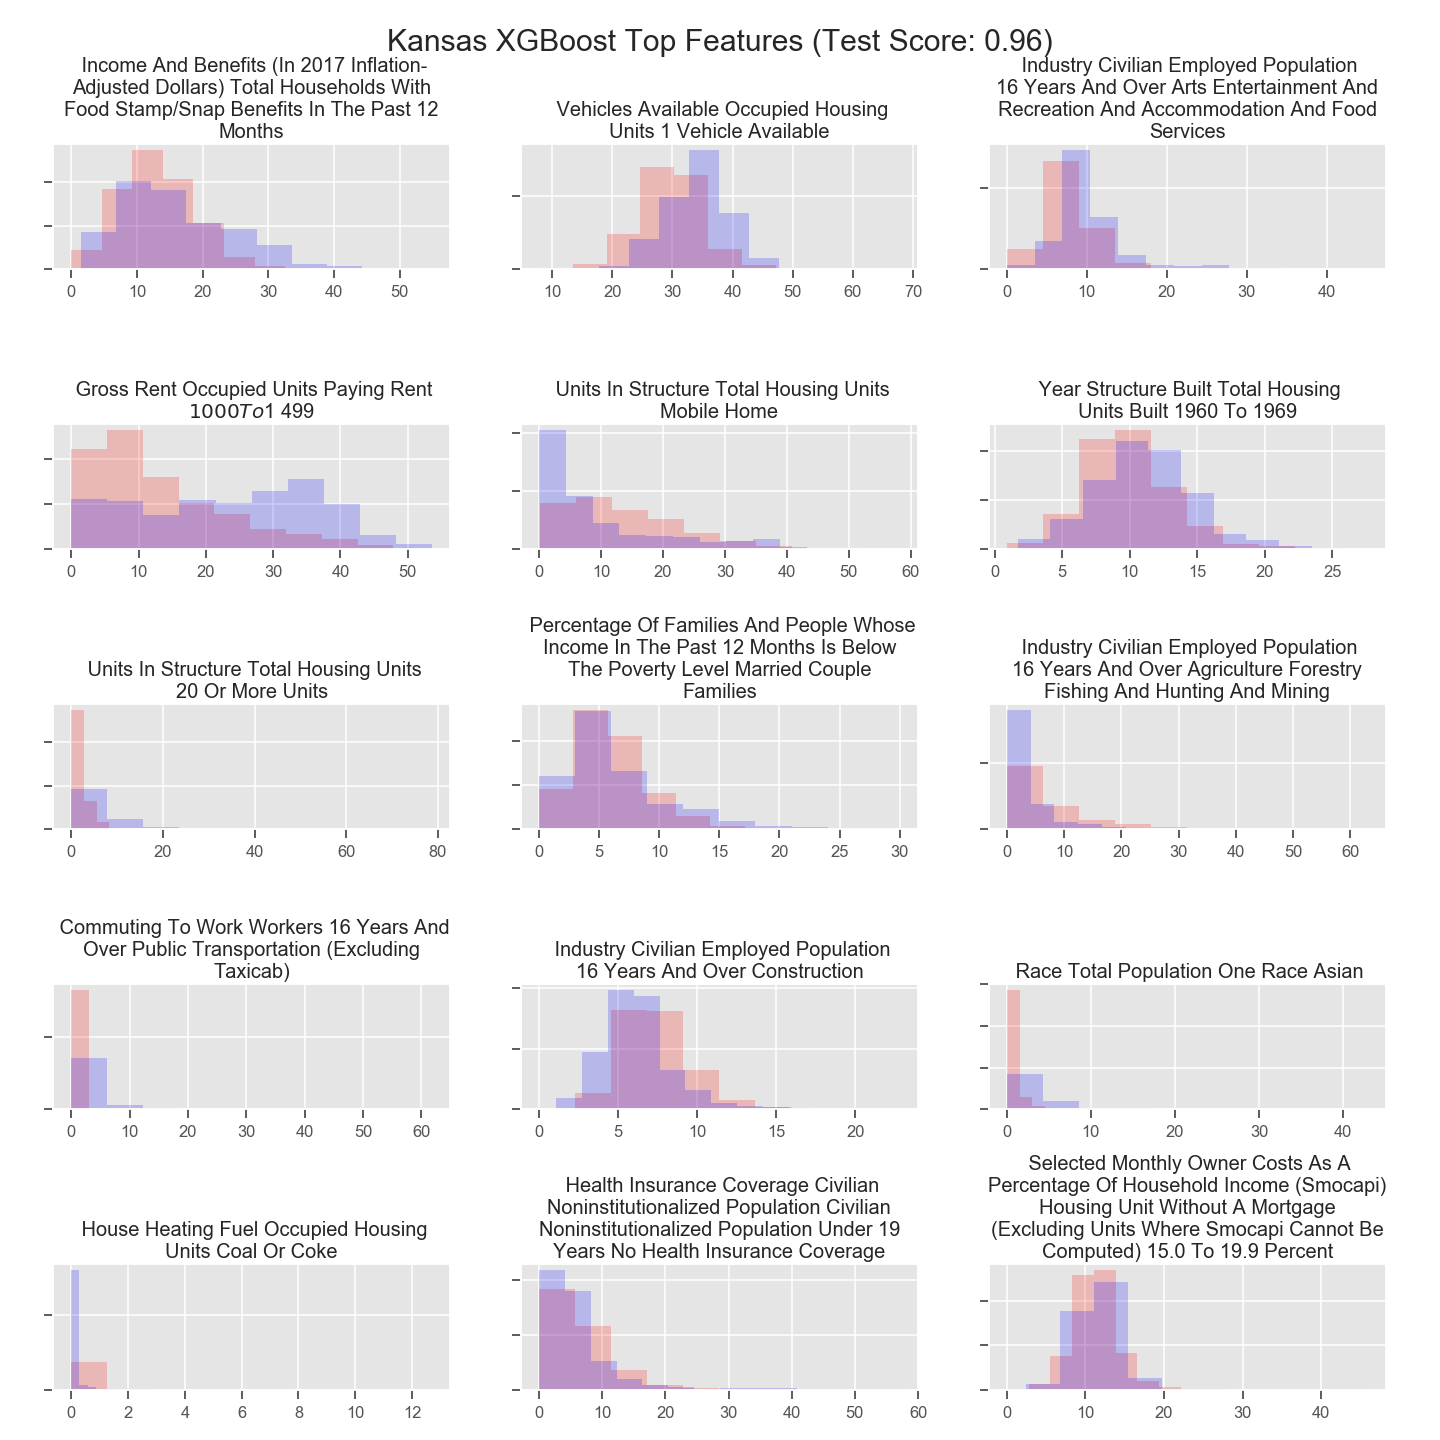 Kansas XGBoost Top Features (Test Score: 0.96)
Income And Benefits (In 2017 Inflation-
Adjusted Dollars) Total Households With
Food Stamp/Snap Benefits In The Past 12
Months
0 10 20 30 40 50
Vehicles Available Occupied Housing
Units 1 Vehicle Available
10 20 30 40 50 60 70
Industry Civilian Employed Population
16 Years And Over Arts Entertainment And
Recreation And Accommodation And Food
Services
0 10 20 30 40
Gross Rent Occupied Units Paying Rent
1000To1 499
0 10 20 30 40 50
Units In Structure Total Housing Units
Mobile Home
0 10 20 30 40 50 60
Year Structure Built Total Housing
Units Built 1960 To 1969
0 5 10 15 20 25
Units In Structure Total Housing Units
20 Or More Units
0 20 40 60 80
Percentage Of Families And People Whose
Income In The Past 12 Months Is Below
The Poverty Level Married Couple
Families
0 5 10 15 20 25 30
Industry Civilian Employed Population
16 Years And Over Agriculture Forestry
Fishing And Hunting And Mining
0 10 20 30 40 50 60
Commuting To Work Workers 16 Years And
Over Public Transportation (Excluding
Taxicab)
0 10 20 30 40 50 60
Industry Civilian Employed Population
16 Years And Over Construction
0 5 10 15 20
Race Total Population One Race Asian
0 10 20 30 40
House Heating Fuel Occupied Housing
Units Coal Or Coke
0 2 4 6 8 10 12
Health Insurance Coverage Civilian
Noninstitutionalized Population Civilian
Noninstitutionalized Population Under 19
Years No Health Insurance Coverage
0 10 20 30 40 50 60
Selected Monthly Owner Costs As A
Percentage Of Household Income (Smocapi)
Housing Unit Without A Mortgage
(Excluding Units Where Smocapi Cannot Be
Computed) 15.0 To 19.9 Percent
0 10 20 30 40